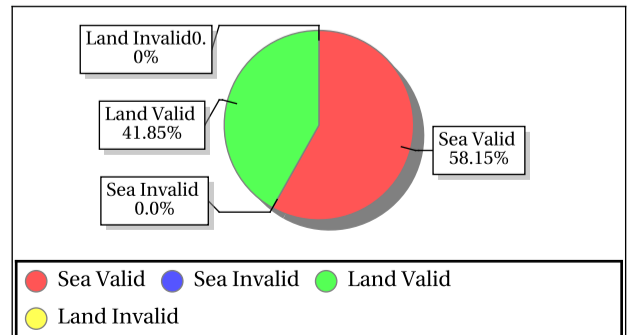 Land Invalid0.
0%
Land Valid
41.85%
Sea Valid
58.15%
Sea Invalid
0.0%
Sea Valid
Sea Invalid
Land Valid
Land Invalid